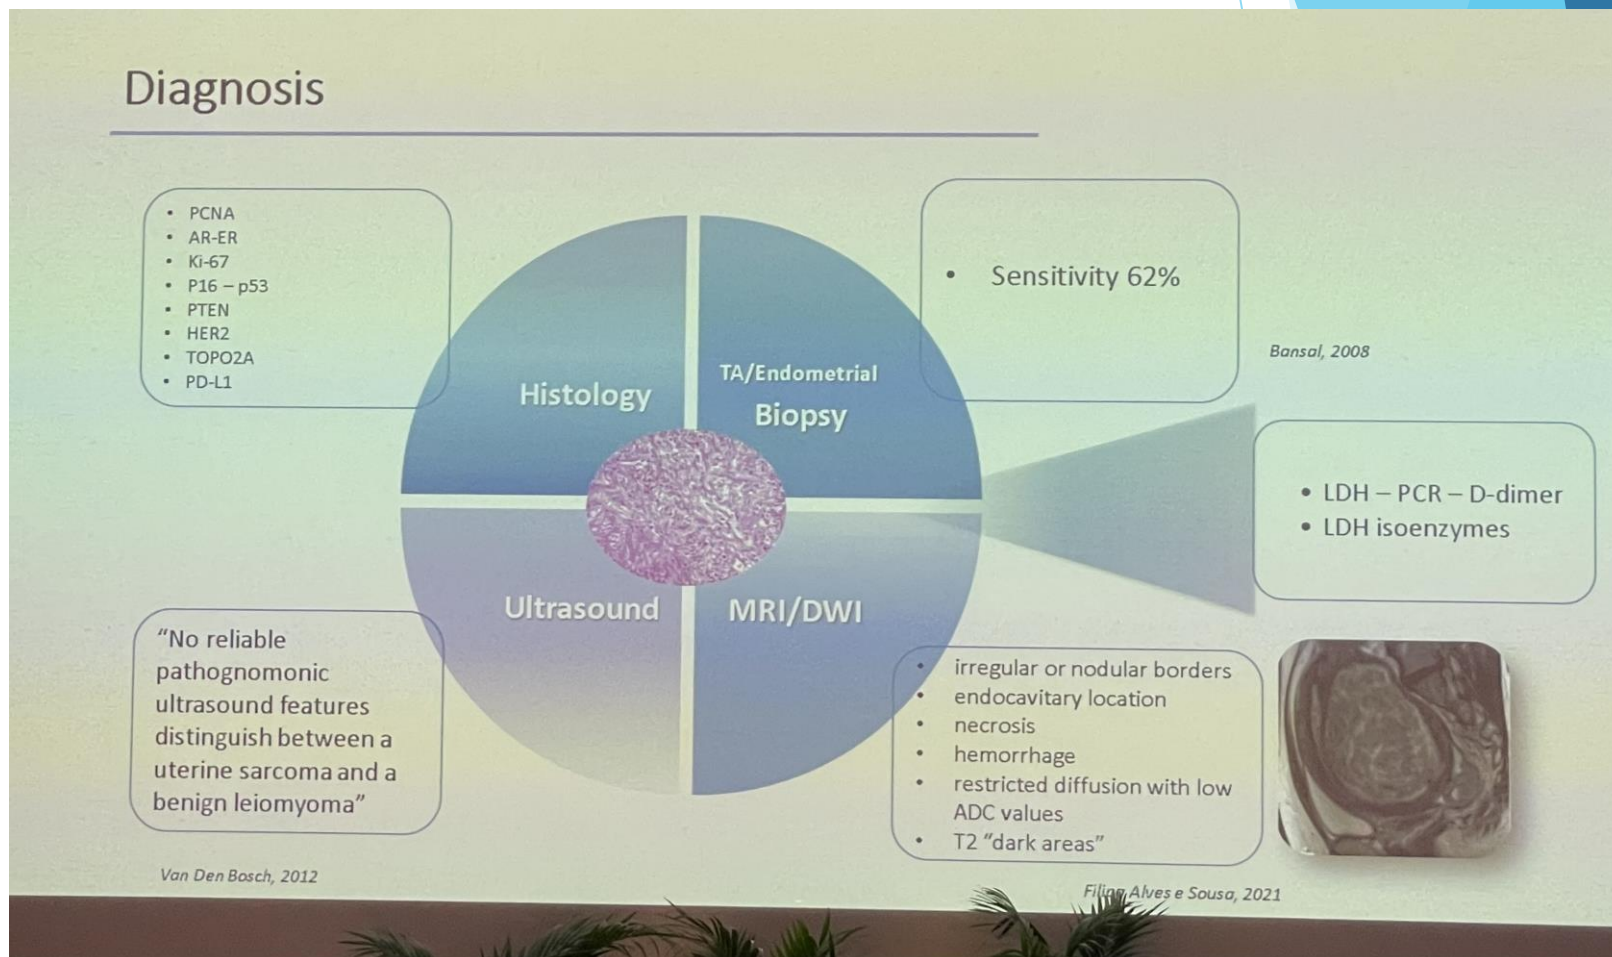 Diagnosis
• PCNA
• AR-ER
• Ki-67
• P16 – p53
• PTEN
• HER2
• TOPO2A
• PD-L1
Histology
TA/Endometrial
Biopsy
• Sensitivity 62%
Bansal, 2008
• LDH – PCR – D-dimer
• LDH isoenzymes
Ultrasound
MRI/DWI
“No reliable
pathognomonic
ultrasound features
distinguish between a
uterine sarcoma and a
benign leiomyoma”
Van Den Bosch, 2012
• irregular or nodular borders
• endocavitary location
• necrosis
• hemorrhage
• restricted diffusion with low
ADC values
• T2 “dark areas”
Alves e Sousa, 2021